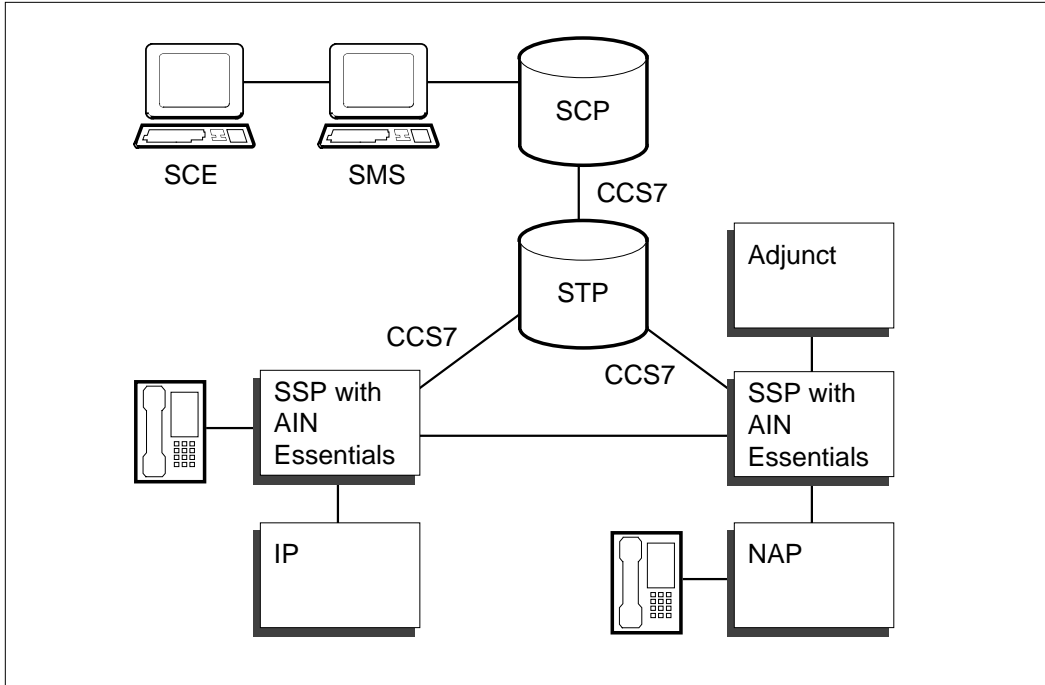 SCP
SCE
SMS
CCS7
Adjunct
STP
CCS7
CCS7
SSP with
AIN
Essentials
SSP with
AIN
Essentials
IP
NAP